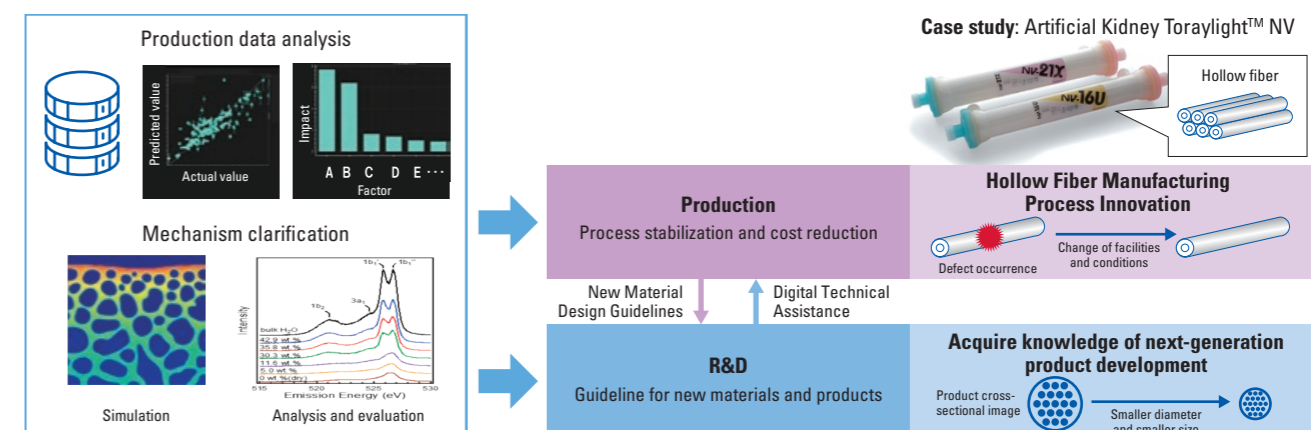 Production data analysis
Predicted value
Actual value
Impact
A B C D E ···
Factor
Mechanism clarification
Simulation
Intensity
1b₁′ 1b₁″
1b₂
3a₁
bulk H₂O
42.9 wt.%
35.8 wt.%
30.3 wt.%
11.6 wt.%
5.0 wt.%
0 wt.%(dry)
515 520 525 530
Emission Energy (eV)
Analysis and evaluation
Production
Process stabilization and cost reduction
New Material
Design Guidelines
Digital Technical
Assistance
R&D
Guideline for new materials and products
Case study: Artificial Kidney Toraylight™ NV
NV-21X
NV-16U
Hollow fiber
Hollow Fiber Manufacturing
Process Innovation
Defect occurrence
Change of facilities
and conditions
Acquire knowledge of next-generation
product development
Product cross-
sectional image
Smaller diameter
and smaller size